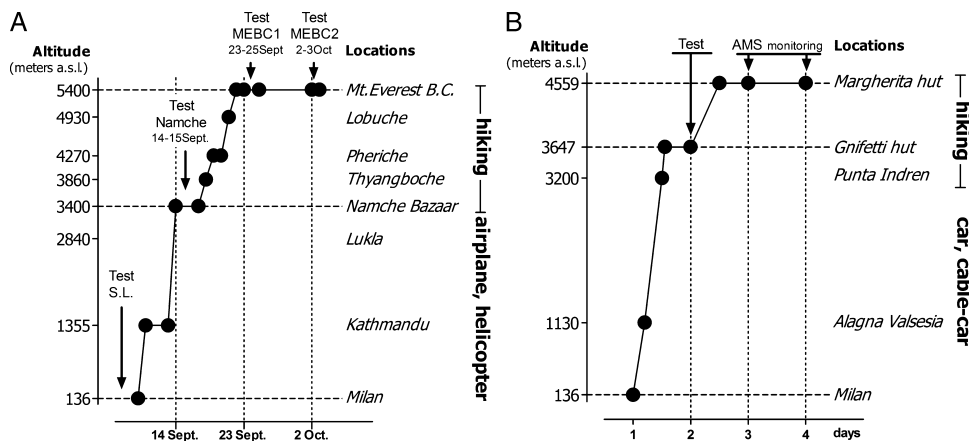 A
Altitude
(meters a.s.l.)
Test
MEBC1
23-25Sept
Test
MEBC2
2-3Oct
Locations
Test
Namche
14-15Sept.
Test
S.L.
5400
4930
4270
3860
3400
2840
1355
136
Mt.Everest B.C.
Lobuche
Pheriche
Thyangboche
Namche Bazaar
Lukla
Kathmandu
Milan
hiking
airplane, helicopter
14 Sept.
23 Sept.
2 Oct.
B
Altitude
(meters a.s.l.)
Test
AMS monitoring
Locations
4559
3647
3200
1130
136
Margherita hut
Gnifetti hut
Punta Indren
Alagna Valsesia
Milan
hiking
car, cable-car
1
2
3
4
days